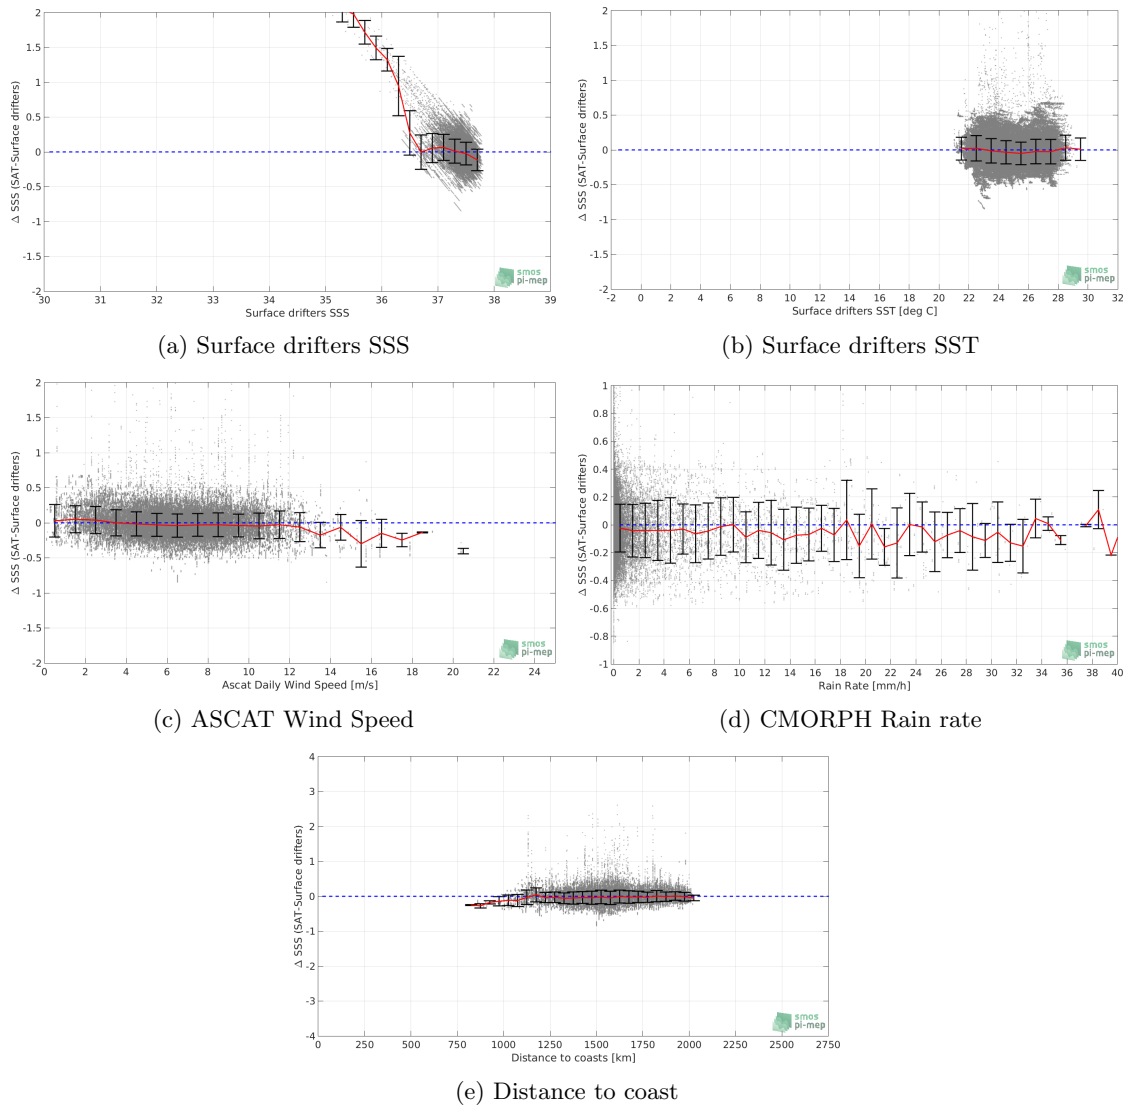 2
1.5
1
0.5
0
-0.5
-1
-1.5
-2
Δ SSS (SAT-Surface drifters)
30 31 32 33 34 35 36 37 38 39
Surface drifters SSS
smos
pi-mep
(a) Surface drifters SSS
2
1.5
1
0.5
0
-0.5
-1
-1.5
-2
Δ SSS (SAT-Surface drifters)
-2 0 2 4 6 8 10 12 14 16 18 20 22 24 26 28 30 32
Surface drifters SST [deg C]
smos
pi-mep
(b) Surface drifters SST
2
1.5
1
0.5
0
-0.5
-1
-1.5
-2
Δ SSS (SAT-Surface drifters)
0 2 4 6 8 10 12 14 16 18 20 22 24
Ascat Daily Wind Speed [m/s]
smos
pi-mep
(c) ASCAT Wind Speed
1
0.8
0.6
0.4
0.2
0
-0.2
-0.4
-0.6
-0.8
-1
Δ SSS (SAT-Surface drifters)
0 2 4 6 8 10 12 14 16 18 20 22 24 26 28 30 32 34 36 38 40
Rain Rate [mm/h]
smos
pi-mep
(d) CMORPH Rain rate
4
3
2
1
0
-1
-2
-3
-4
Δ SSS (SAT-Surface drifters)
0 250 500 750 1000 1250 1500 1750 2000 2250 2500 2750
Distance to coasts [km]
smos
pi-mep
(e) Distance to coast